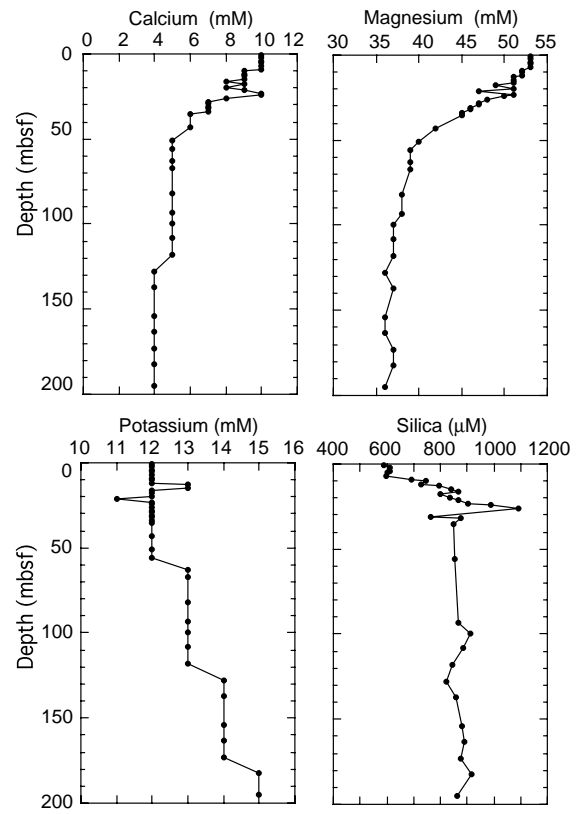 Calcium (mM)
0 2 4 6 8 10 12
0
50
100
150
200
Depth (mbsf)
Magnesium (mM)
30 35 40 45 50 55
Potassium (mM)
10 11 12 13 14 15 16
0
50
100
150
200
Depth (mbsf)
Silica (μM)
400 600 800 1000 1200